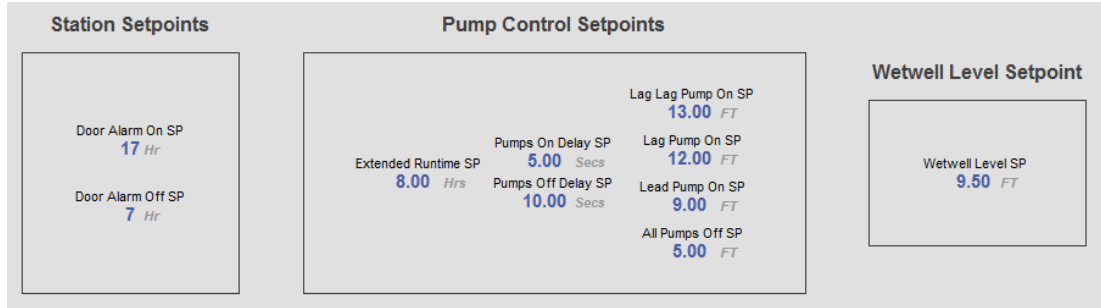 Station Setpoints
Door Alarm On SP
17 Hr
Door Alarm Off SP
7 Hr
Pump Control Setpoints
Extended Runtime SP
8.00 Hrs
Pumps On Delay SP
5.00 Secs
Pumps Off Delay SP
10.00 Secs
Lag Lag Pump On SP
13.00 FT
Lag Pump On SP
12.00 FT
Lead Pump On SP
9.00 FT
All Pumps Off SP
5.00 FT
Wetwell Level Setpoint
Wetwell Level SP
9.50 FT